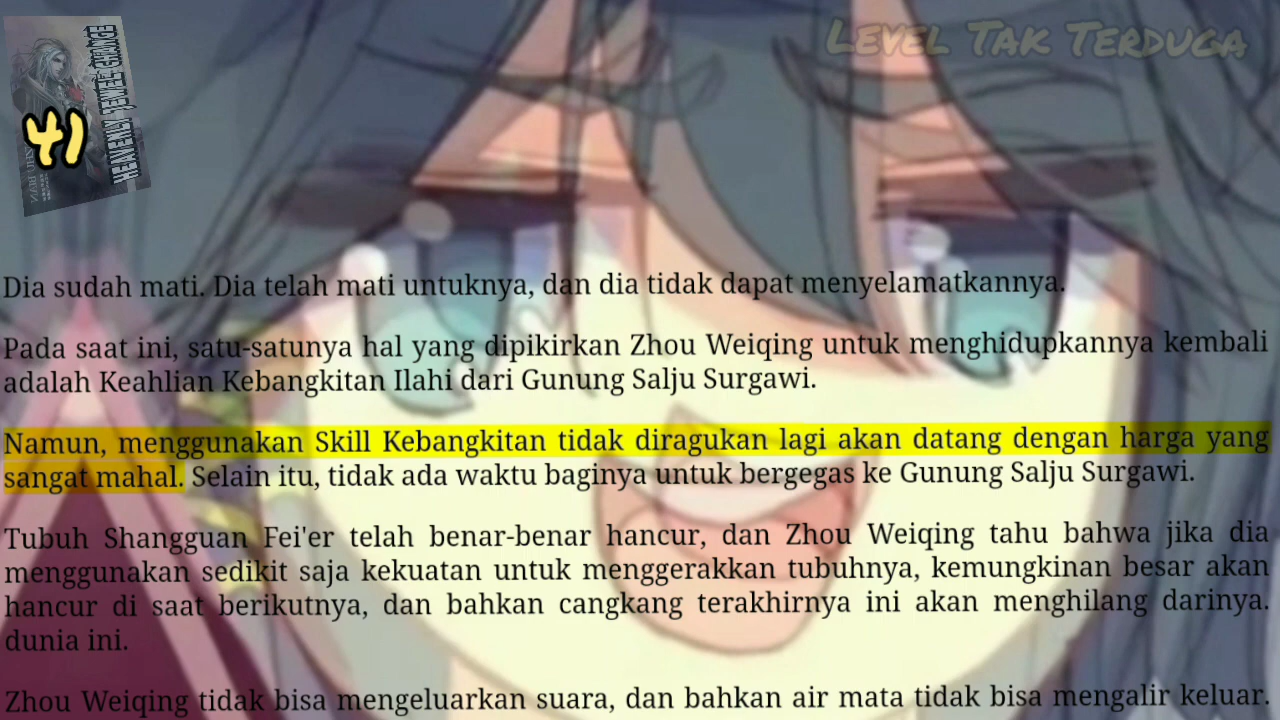 Level Tak Terduga
HEAVENLY JEWEL CHANGE
41
Dia sudah mati. Dia telah mati untuknya, dan dia tidak dapat menyelamatkannya.
Pada saat ini, satu-satunya hal yang dipikirkan Zhou Weiqing untuk menghidupkannya kembali
adalah Keahlian Kebangkitan Ilahi dari Gunung Salju Surgawi.
Namun, menggunakan Skill Kebangkitan tidak diragukan lagi akan datang dengan harga yang
sangat mahal. Selain itu, tidak ada waktu baginya untuk bergegas ke Gunung Salju Surgawi.
Tubuh Shangguan Fei'er telah benar-benar hancur, dan Zhou Weiqing tahu bahwa jika dia
menggunakan sedikit saja kekuatan untuk menggerakkan tubuhnya, kemungkinan besar akan
hancur di saat berikutnya, dan bahkan cangkang terakhirnya ini akan menghilang darinya.
dunia ini.
Zhou Weiqing tidak bisa mengeluarkan suara, dan bahkan air mata tidak bisa mengalir keluar.